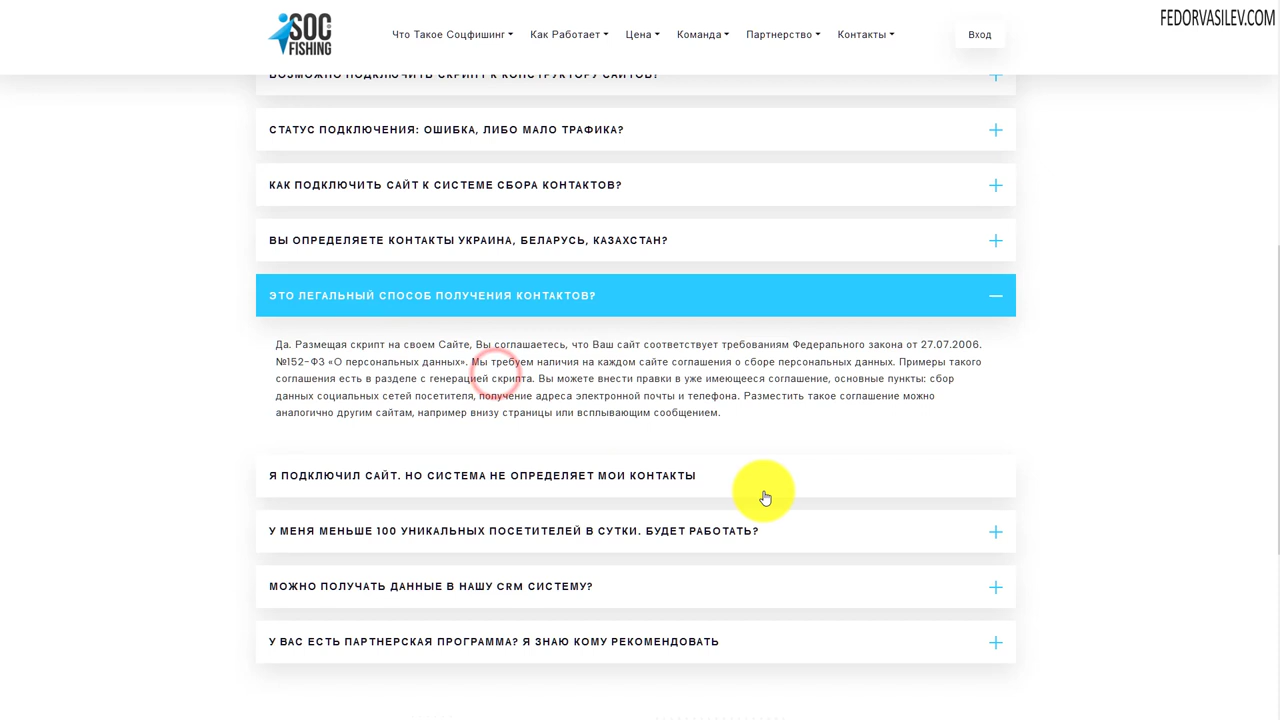 FEDORVASILEV.COM
SOC FISHING
Что Такое Соцфишинг Как Работает Цена Команда Партнерство Контакты Вход
ВОЗМОЖНО ПОДКЛЮЧИТЬ СКРИПТ К КОНСТРУКТОРУ САЙТОВ?
СТАТУС ПОДКЛЮЧЕНИЯ: ОШИБКА, ЛИБО МАЛО ТРАФИКА?
КАК ПОДКЛЮЧИТЬ САЙТ К СИСТЕМЕ СБОРА КОНТАКТОВ?
ВЫ ОПРЕДЕЛЯЕТЕ КОНТАКТЫ УКРАИНА, БЕЛАРУСЬ, КАЗАХСТАН?
ЭТО ЛЕГАЛЬНЫЙ СПОСОБ ПОЛУЧЕНИЯ КОНТАКТОВ?
Да. Размещая скрипт на своем Сайте, Вы соглашаетесь, что Ваш сайт соответствует требованиям Федерального закона от 27.07.2006.
№152-ФЗ «О персональных данных». Мы требуем наличия на каждом сайте соглашения о сборе персональных данных. Примеры такого
соглашения есть в разделе с генерацией скрипта. Вы можете внести правки в уже имеющееся соглашение, основные пункты: сбор
данных социальных сетей посетителя, получение адреса электронной почты и телефона. Разместить такое соглашение можно
аналогично другим сайтам, например внизу страницы или всплывающим сообщением.
Я ПОДКЛЮЧИЛ САЙТ. НО СИСТЕМА НЕ ОПРЕДЕЛЯЕТ МОИ КОНТАКТЫ
У МЕНЯ МЕНЬШЕ 100 УНИКАЛЬНЫХ ПОСЕТИТЕЛЕЙ В СУТКИ. БУДЕТ РАБОТАТЬ?
МОЖНО ПОЛУЧАТЬ ДАННЫЕ В НАШУ CRM СИСТЕМУ?
У ВАС ЕСТЬ ПАРТНЕРСКАЯ ПРОГРАММА? Я ЗНАЮ КОМУ РЕКОМЕНДОВАТЬ